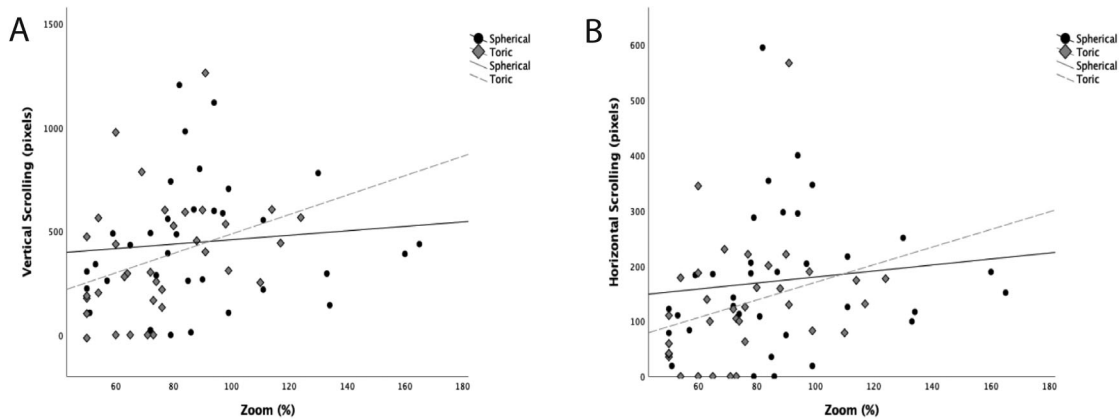 A
Vertical Scrolling (pixels)
1500
1000
500
0
60 80 100 120 140 160 180
Zoom (%)
Spherical
Toric
Spherical
Toric
B
Horizontal Scrolling (pixels)
600
500
400
300
200
100
0
60 80 100 120 140 160 180
Zoom (%)
Spherical
Toric
Spherical
Toric